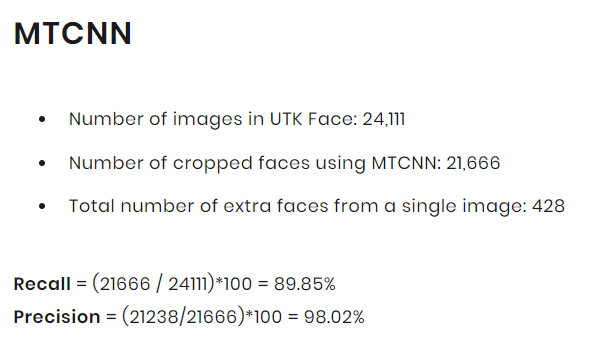 MTCNN
• Number of images in UTK Face: 24,111
• Number of cropped faces using MTCNN: 21,666
• Total number of extra faces from a single image: 428
Recall = (21666 / 24111)*100 = 89.85%
Precision = (21238/21666)*100 = 98.02%